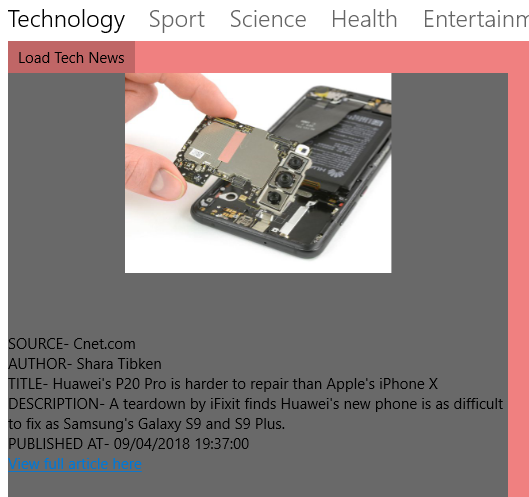 Technology Sport Science Health Entertainm
Load Tech News
SOURCE- Cnet.com
AUTHOR- Shara Tibken
TITLE- Huawei's P20 Pro is harder to repair than Apple's iPhone X
DESCRIPTION- A teardown by iFixit finds Huawei's new phone is as difficult
to fix as Samsung's Galaxy S9 and S9 Plus.
PUBLISHED AT- 09/04/2018 19:37:00
View full article here